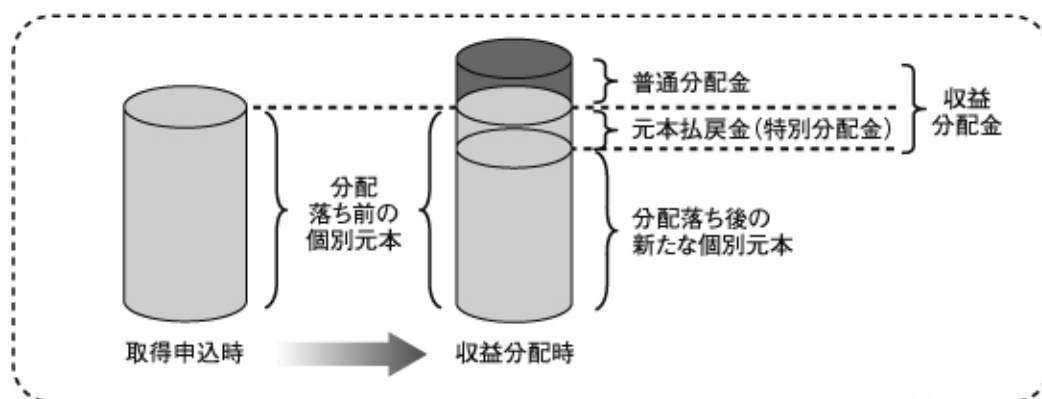 普通分配金
元本払戻金(特別分配金)
収益
分配金
分配
落ち前の
個別元本
分配落ち後の
新たな個別元本
取得申込時
収益分配時